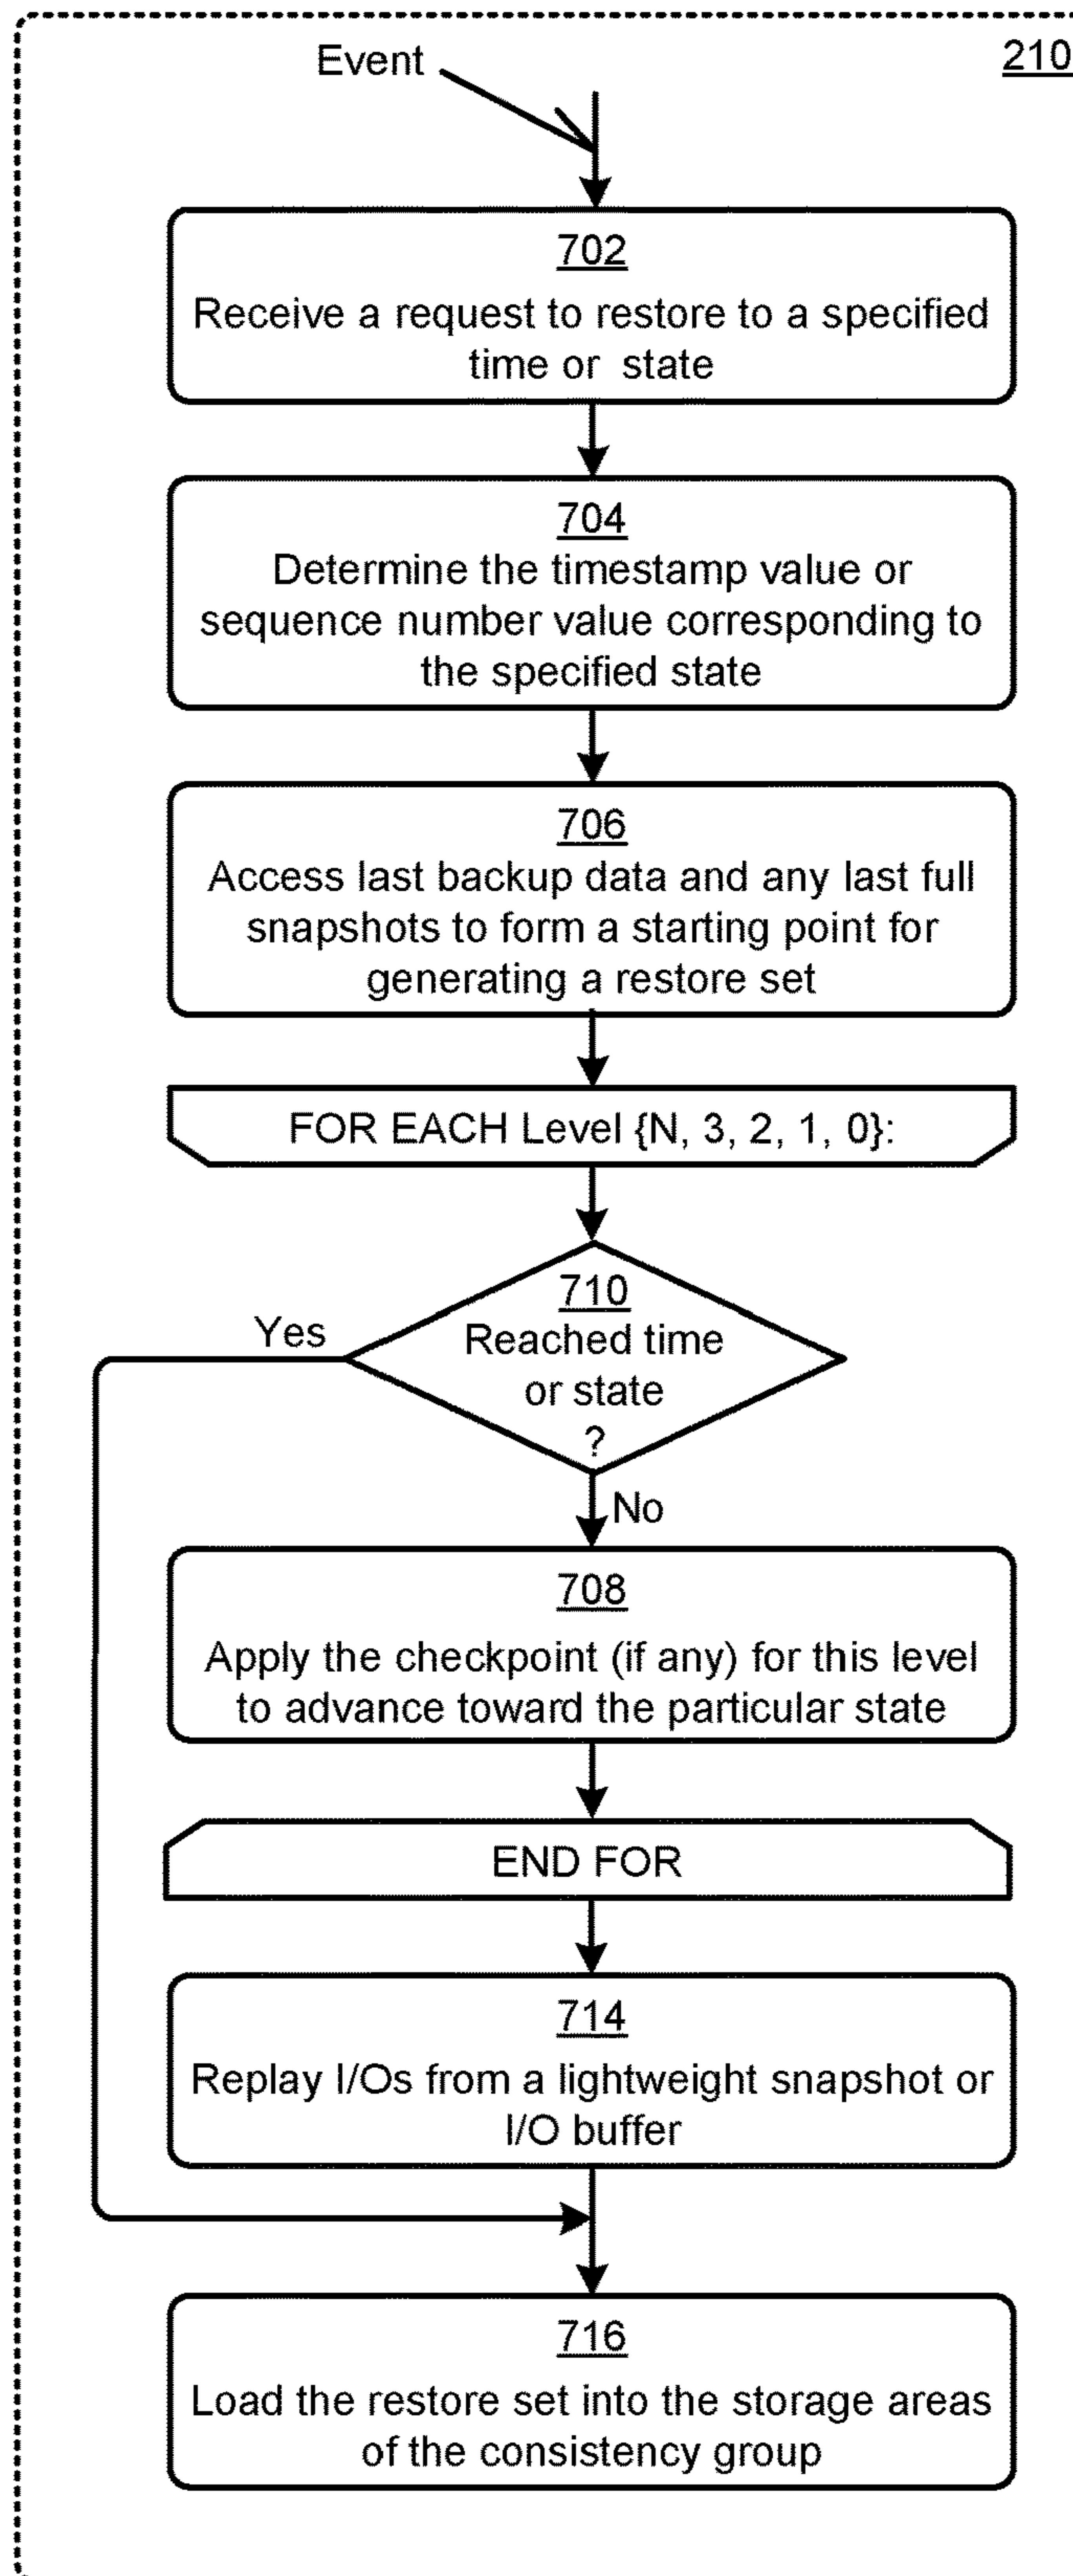 Event
210
702
Receive a request to restore to a specified
time or state
704
Determine the timestamp value or
sequence number value corresponding to
the specified state
706
Access last backup data and any last full
snapshots to form a starting point for
generating a restore set
FOR EACH Level {N, 3, 2, 1, 0}:
710
Reached time
or state
?
Yes
No
708
Apply the checkpoint (if any) for this level
to advance toward the particular state
END FOR
714
Replay I/Os from a lightweight snapshot or
I/O buffer
716
Load the restore set into the storage areas
of the consistency group